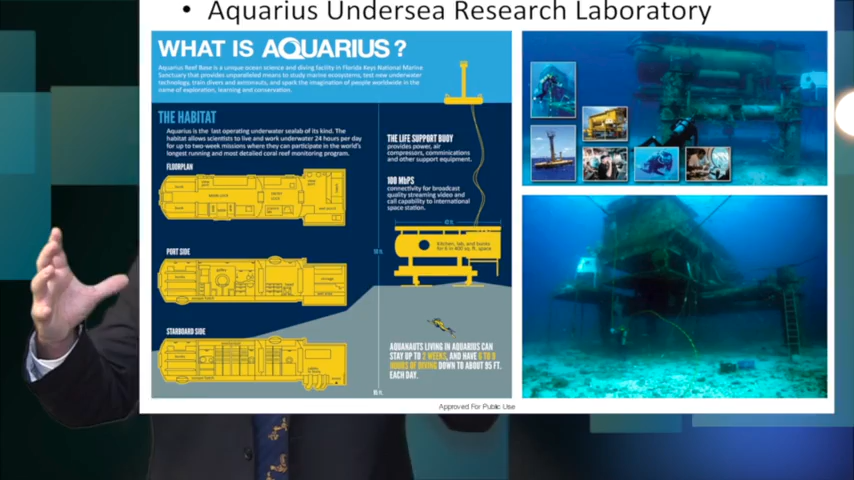 • Aquarius Undersea Research Laboratory
WHAT IS AQUARIUS?
Aquarius Reef Base is a unique ocean science and diving facility in Florida Keys National Marine
Sanctuary that provides unparalleled means to study marine ecosystems, test new underwater
technology, train divers and astronauts, and spark the imagination of people worldwide in the
name of exploration, learning and conservation.
THE HABITAT
Aquarius is the last operating underwater sealab of its kind. The
habitat allows scientists to live and work underwater 24 hours per day
for up to two-week missions where they can participate in the world's
longest running and most detailed coral reef monitoring program.
FLOORPLAN
PORT SIDE
STARBOARD SIDE
THE LIFE SUPPORT BUOY
provides power, air
compressors, comminications
and other support equipment.
100 MbPS
connectivity for broadcast
quality streaming video and
call capability to international
space station.
Kitchen, lab, and bunks
for 6 in 400 sq. ft. space
AQUANAUTS LIVING IN AQUARIUS CAN
STAY UP TO 2 WEEKS, AND HAVE 6 TO 9
HOURS OF DIVING DOWN TO ABOUT 95 FT.
EACH DAY.
Approved For Public Use